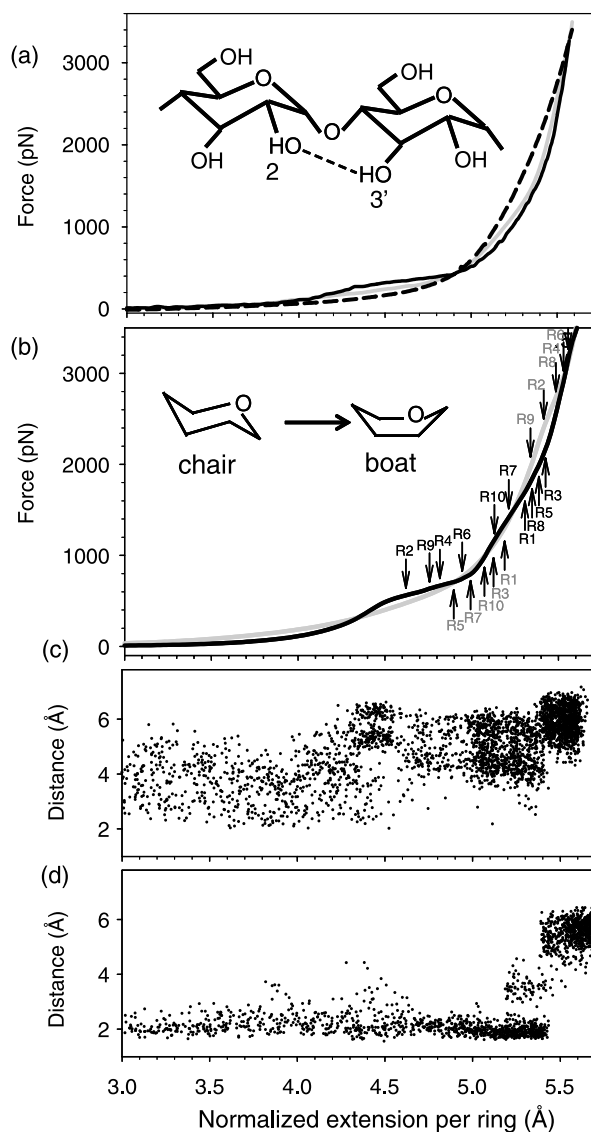 (a)
3000
2000
1000
0
Force (pN)
OH
O
OH
HO
2
O
OH
O
HO
3'
OH
(b)
3000
2000
1000
0
Force (pN)
O
chair
O
boat
R6
R4
R8
R2
R9
R7
R10
R6
R4
R9
R2
R3
R5
R8
R1
R1
R3
R10
R7
R5
(c)
6
4
2
Distance (Å)
(d)
6
4
2
Distance (Å)
3.0 3.5 4.0 4.5 5.0 5.5
Normalized extension per ring (Å)